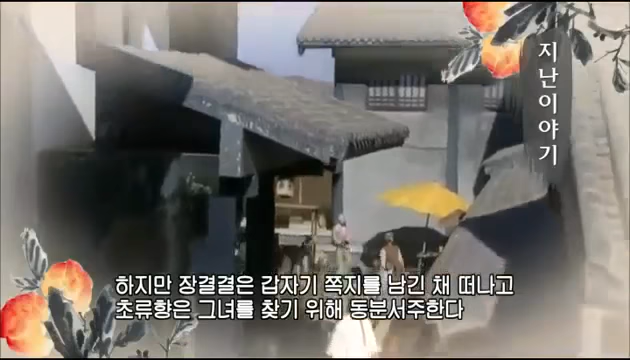 지난이야기
하지만 장결결은 갑자기 쪽지를 남긴 채 떠나고
초류향은 그녀를 찾기 위해 동분서주한다